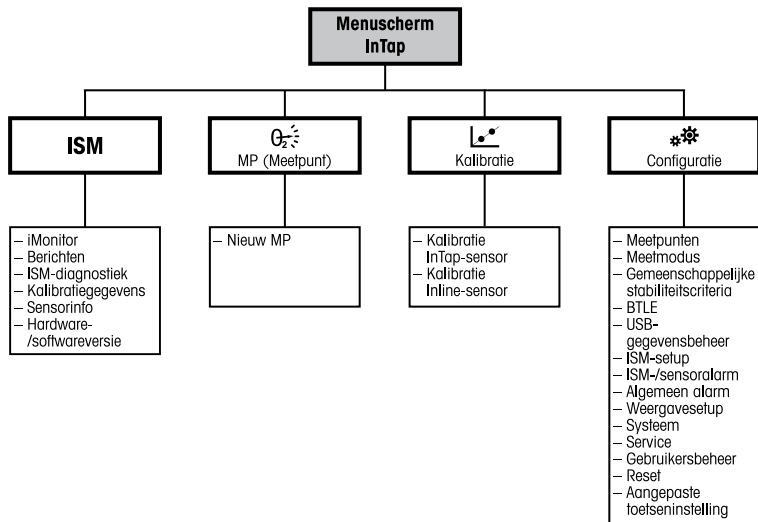 Menuscherm
InTap
ISM
O₂
MP (Meetpunt)
Kalibratie
Configuratie
– iMonitor
– Berichten
– ISM-diagnostiek
– Kalibratiegegevens
– Sensorinfo
– Hardware-
/softwareversie
– Nieuw MP
– Kalibratie
InTap-sensor
– Kalibratie
Inline-sensor
– Meetpunten
– Meetmodus
– Gemeenschappelijke
stabiliteitscriteria
– BTLE
– USB-
gegevensbeheer
– ISM-setup
– ISM-/sensoralarm
– Algemeen alarm
– Weergavesetup
– Systeem
– Service
– Gebruikersbeheer
– Reset
– Aangepaste
toetseninstelling